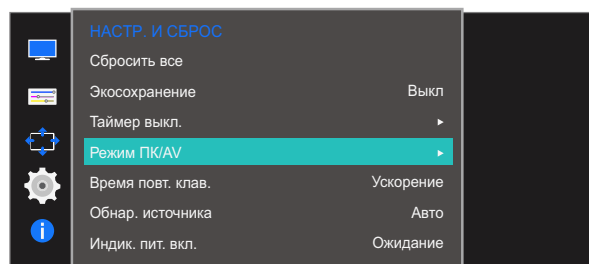 НАСТР. И СБРОС
Сбросить все
Экосохранение Выкл
Таймер выкл.
Режим ПК/AV
Время повт. клав. Ускорение
Обнар. источника Авто
Индик. пит. вкл. Ожидание